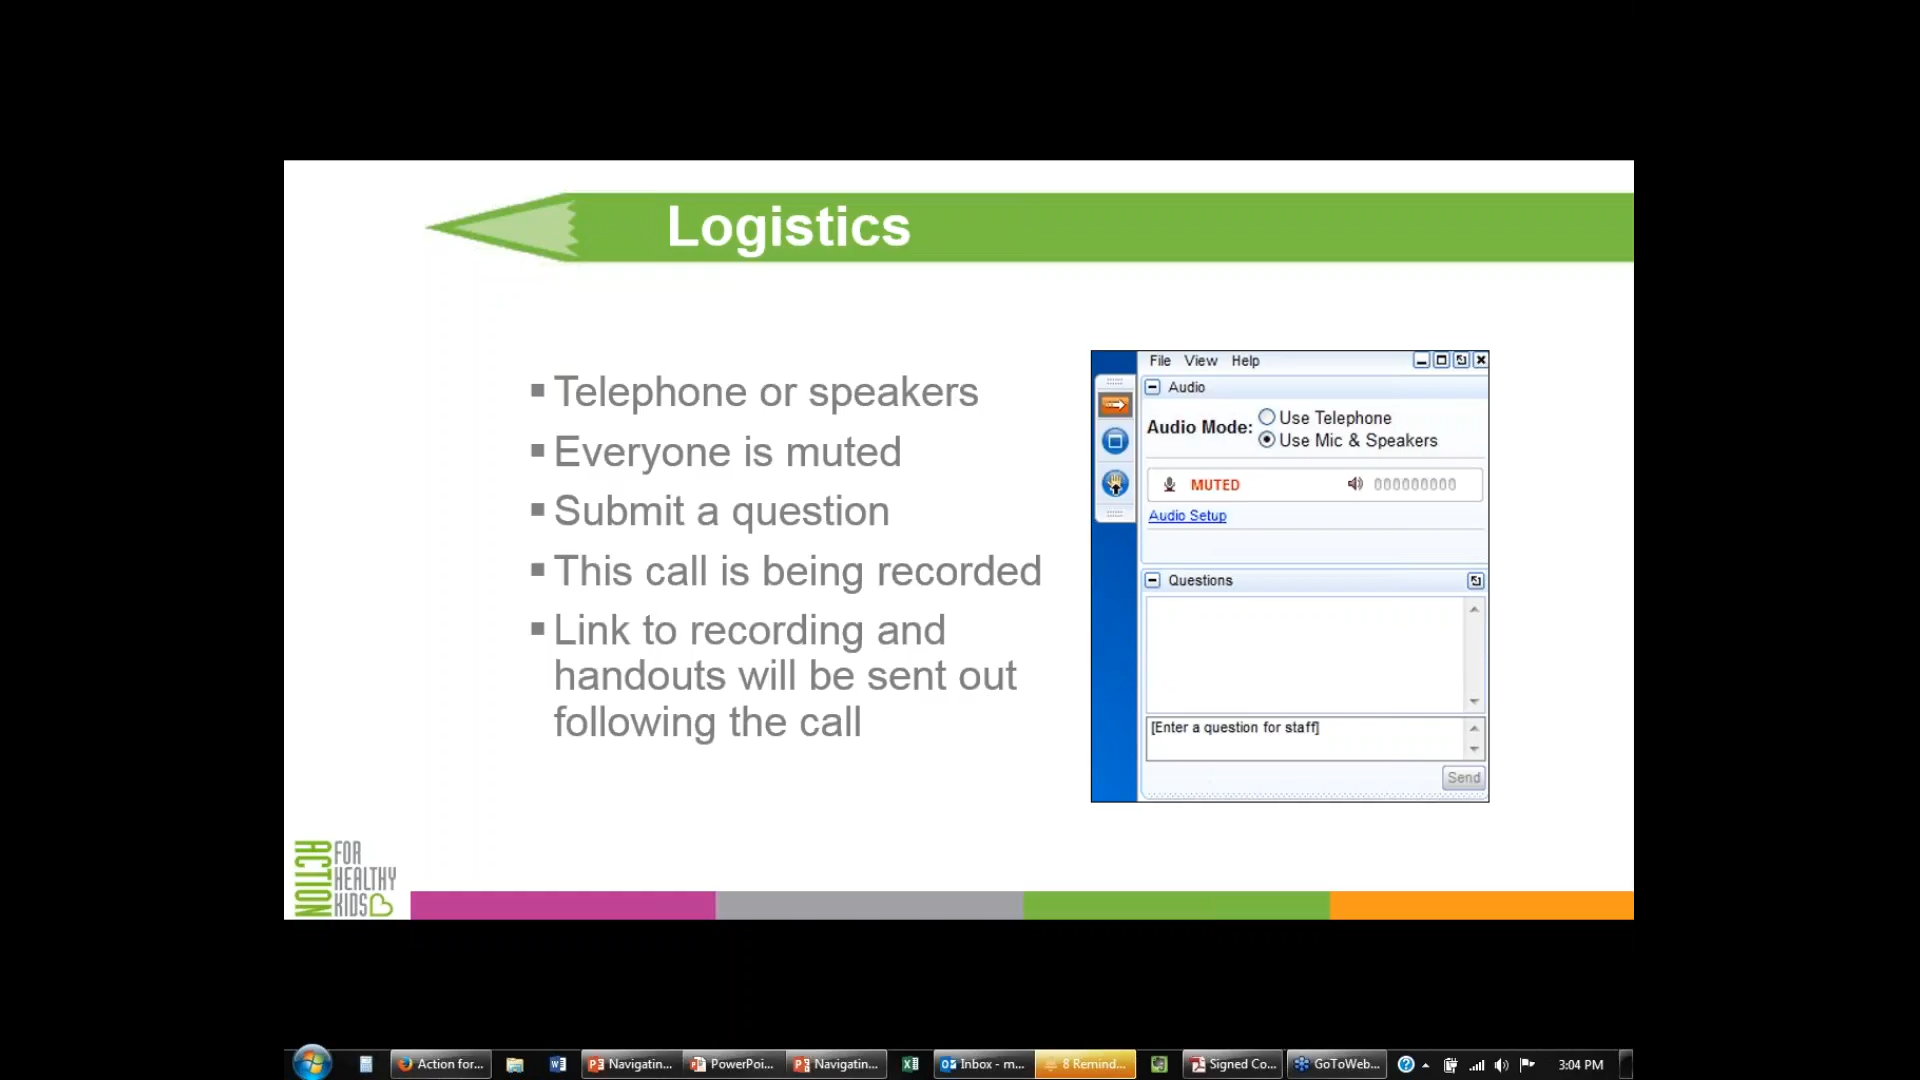 Logistics
▪ Telephone or speakers
▪ Everyone is muted
▪ Submit a question
▪ This call is being recorded
▪ Link to recording and
handouts will be sent out
following the call
File View Help
Audio
Audio Mode:
Use Telephone
Use Mic & Speakers
MUTED
000000000
Audio Setup
Questions
[Enter a question for staff]
Send
ACTION
FOR
HEALTHY
KIDS
Action for...
Navigatin...
PowerPoi...
Navigatin...
Inbox - m...
8 Remind...
Signed Co...
GoToWeb...
3:04 PM